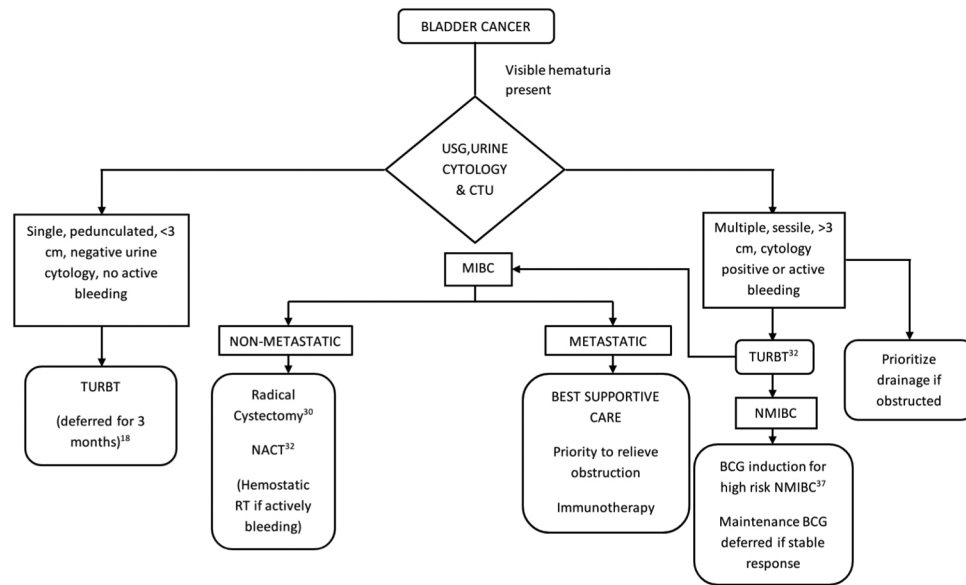 BLADDER CANCER
Visible hematuria
present
USG,URINE
CYTOLOGY
& CTU
Single, pedunculated, <3
cm, negative urine
cytology, no active
bleeding
TURBT
(deferred for 3
months)18
MIBC
NON-METASTATIC
Radical
Cystectomy30
NACT32
(Hemostatic
RT if actively
bleeding)
METASTATIC
BEST SUPPORTIVE
CARE
Priority to relieve
obstruction
Immunotherapy
Multiple, sessile, >3
cm, cytology
positive or active
bleeding
TURBT32
NMIBC
BCG induction for
high risk NMIBC37
Maintenance BCG
deferred if stable
response
Prioritize
drainage if
obstructed